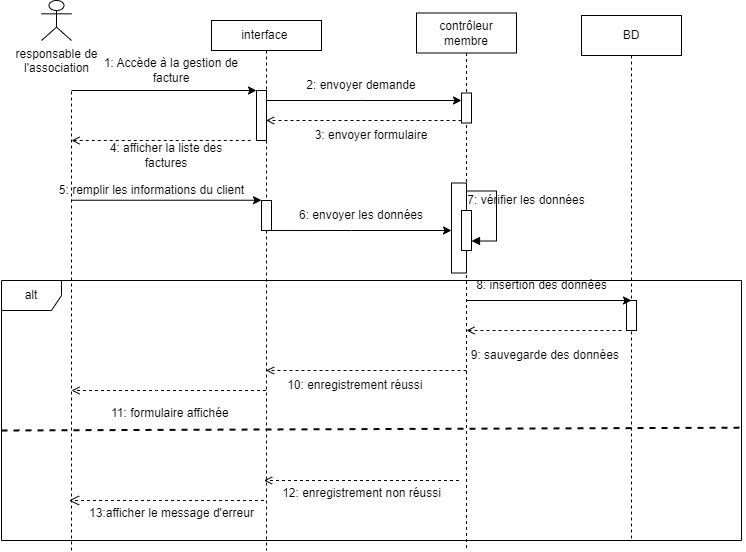 responsable de
l'association
interface
contrôleur
membre
BD
1: Accède à la gestion de
facture
2: envoyer demande
3: envoyer formulaire
4: afficher la liste des
factures
5: remplir les informations du client
6: envoyer les données
7: vérifier les données
alt
8: insertion des données
9: sauvegarde des données
10: enregistrement réussi
11: formulaire affichée
12: enregistrement non réussi
13:afficher le message d'erreur